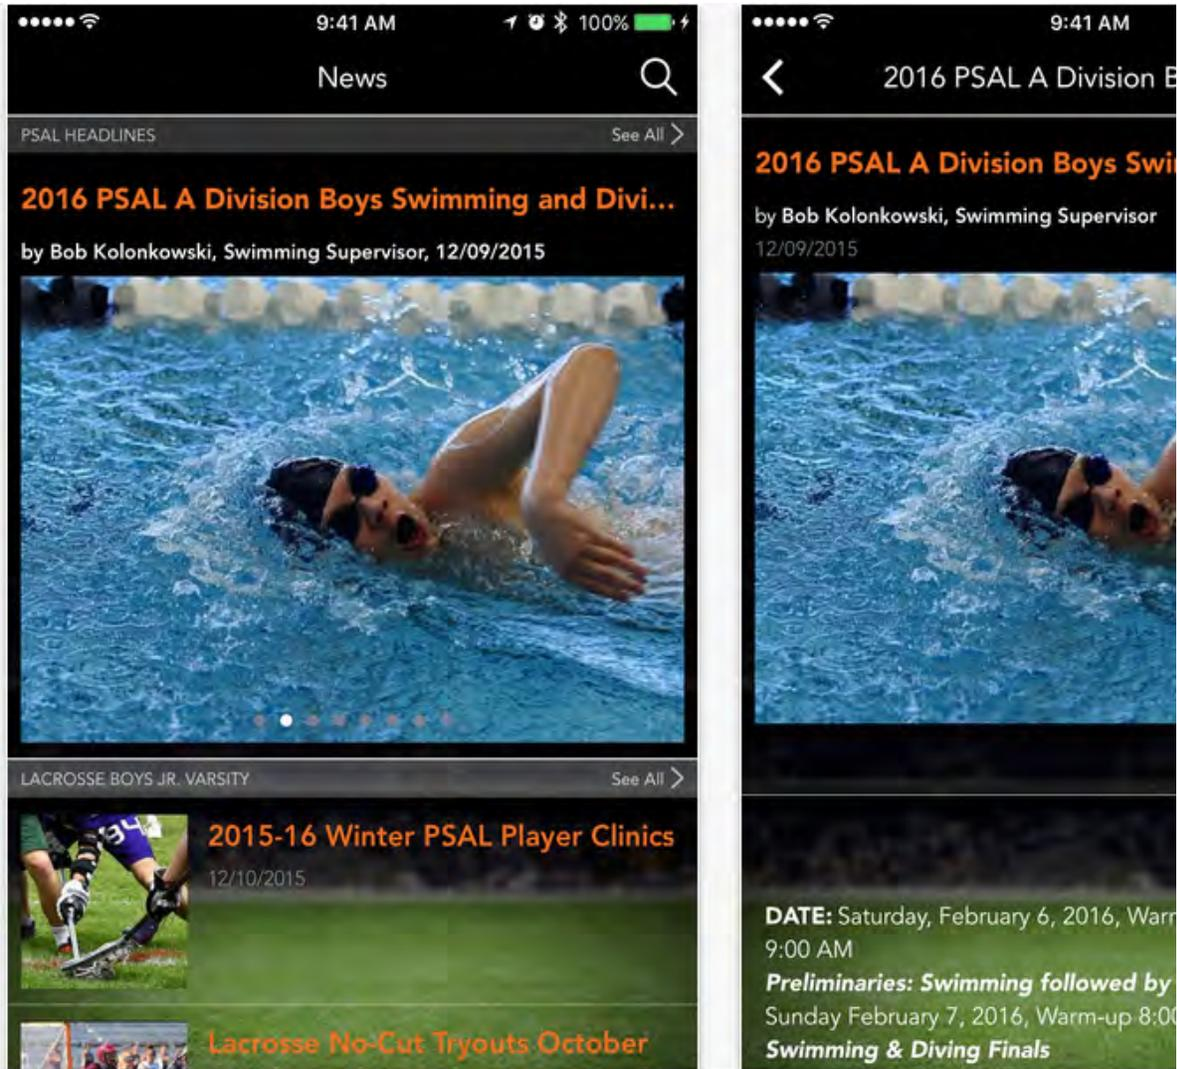 9:41 AM
100%
News
PSAL HEADLINES
See All
2016 PSAL A Division Boys Swimming and Divi...
by Bob Kolonkowski, Swimming Supervisor, 12/09/2015
LACROSSE BOYS JR. VARSITY
See All
94
2015-16 Winter PSAL Player Clinics
12/10/2015
Lacrosse No-Cut Tryouts October
9:41 AM
2016 PSAL A Division
2016 PSAL A Division Boys
by Bob Kolonkowski, Swimming Supervisor
12/09/2015
DATE: Saturday, February 6, 2016,
9:00 AM
Preliminaries: Swimming followed by
Sunday February 7, 2016, Warm-up 8:00
Swimming & Diving Finals